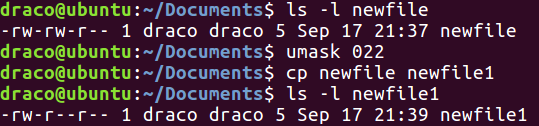 draco@ubuntu:~/Documents$ ls -l newfile
-rw-rw-r-- 1 draco draco 5 Sep 17 21:37 newfile
draco@ubuntu:~/Documents$ umask 022
draco@ubuntu:~/Documents$ cp newfile newfile1
draco@ubuntu:~/Documents$ ls -l newfile1
-rw-r--r-- 1 draco draco 5 Sep 17 21:39 newfile1